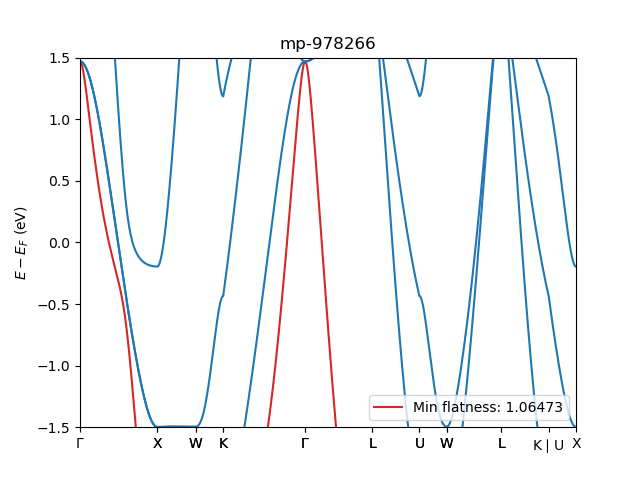 mp-978266
1.5
1.0
0.5
0.0
−0.5
−1.0
−1.5
E − E_F (eV)
Min flatness: 1.06473
Γ X W K Γ L U W L K | U X